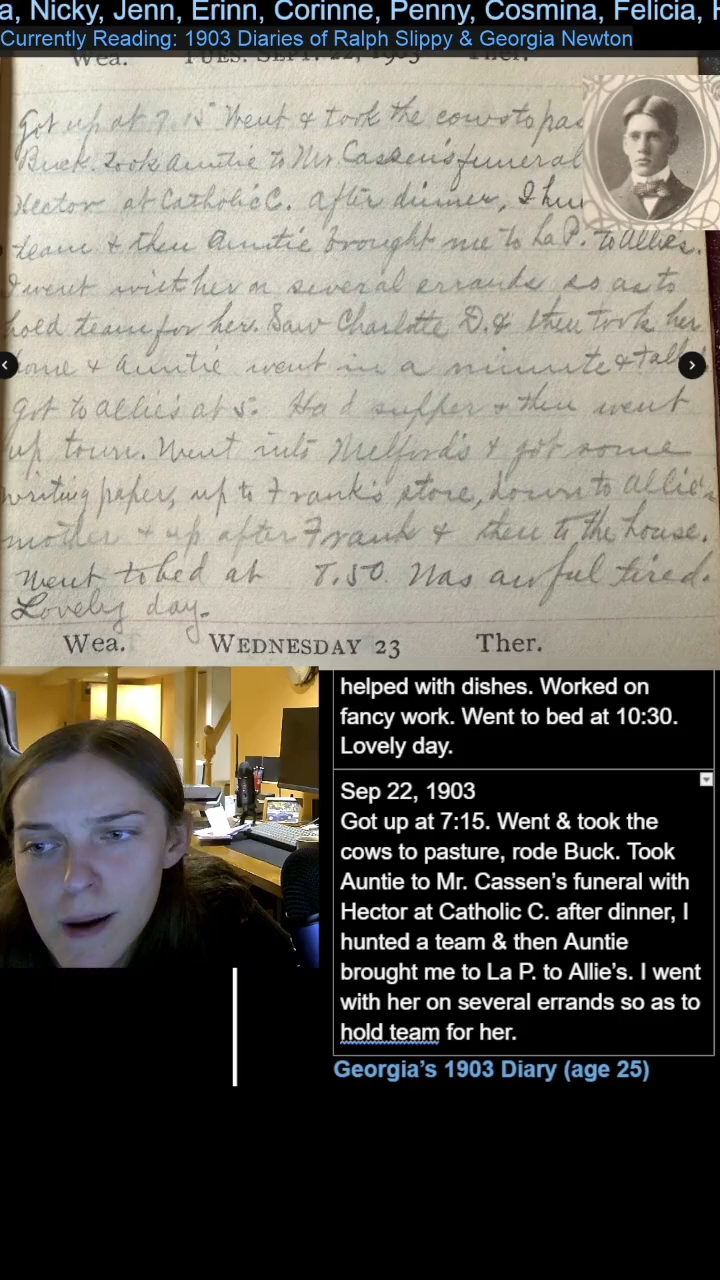 a, Nicky, Jenn, Erinn, Corinne, Penny, Cosmina, Felicia,
Currently Reading: 1903 Diaries of Ralph Slippy & Georgia Newton
Wea. TUES. SEPT. 22, 1903 Ther.
Got up at 7.15 Went & took the cows to pas
Buck. Took Auntie to Mr. Cassen's funeral
Hector at Catholic C. after dinner, I hu
team & then Auntie brought me to La P. to Allies.
I went with her on several errands so as to
hold team for her. Saw Charlotte D. & then took her
home & Auntie went in a minute & talk
Got to Allie's at 5. Had supper & then went
up town. Went into Melford's & got some
writing paper, up to Frank's store, down to Allie's
mother & up after Frank & then to the house.
Went to bed at 8.50. Was awful tired.
Lovely day.
Wea. WEDNESDAY 23 Ther.
helped with dishes. Worked on
fancy work. Went to bed at 10:30.
Lovely day.
Sep 22, 1903
Got up at 7:15. Went & took the
cows to pasture, rode Buck. Took
Auntie to Mr. Cassen's funeral with
Hector at Catholic C. after dinner, I
hunted a team & then Auntie
brought me to La P. to Allie's. I went
with her on several errands so as to
hold team for her.
Georgia's 1903 Diary (age 25)